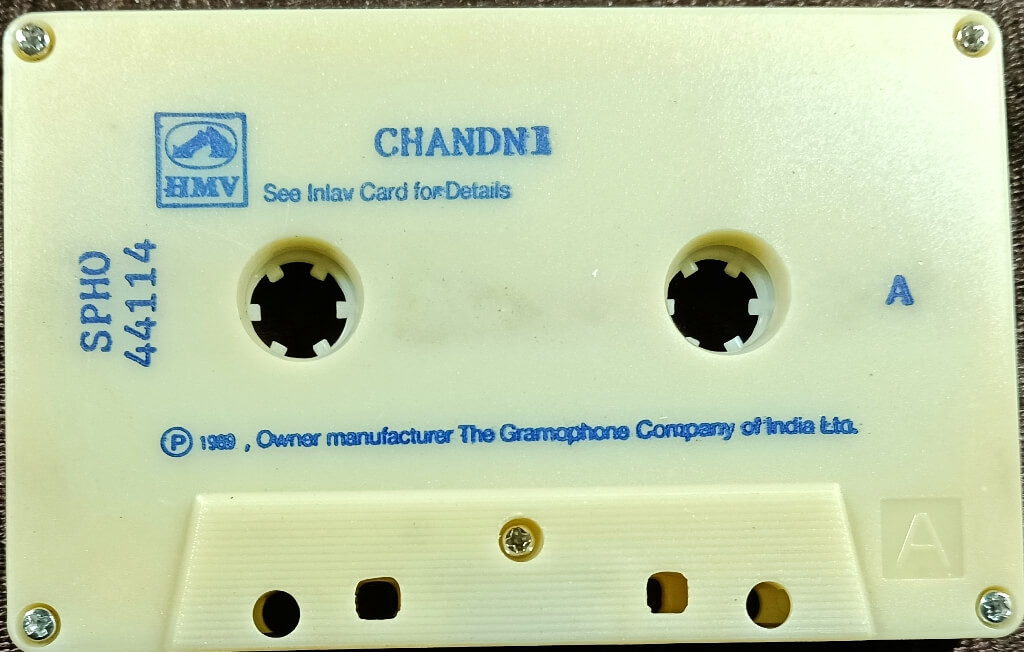 CHANDNI
HMV
See Inlay Card for Details
SPHO
44114
A
Ⓟ 1989 , Owner manufacturer The Gramophone Company of India Ltd.
A